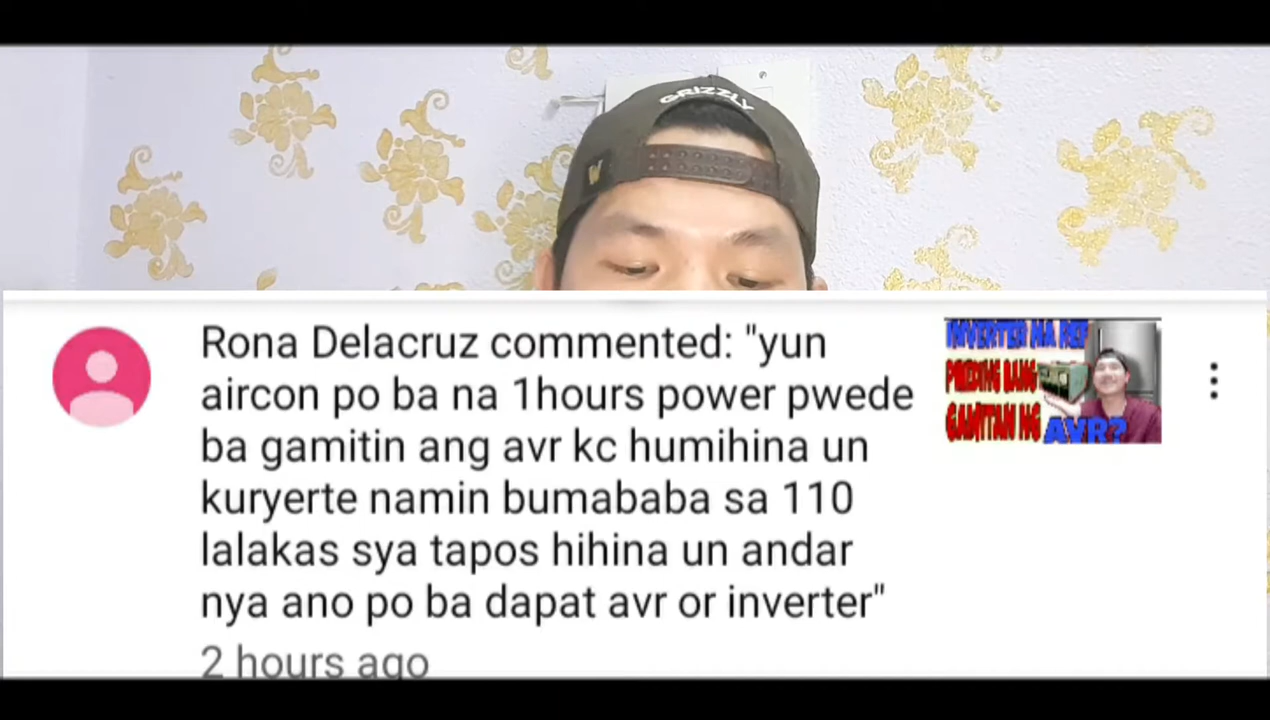 GRIZZLY
W
Rona Delacruz commented: "yun
aircon po ba na 1hours power pwede
ba gamitin ang avr kc humihina un
kuryerte namin bumababa sa 110
lalakas sya tapos hihina un andar
nya ano po ba dapat avr or inverter"
2 hours ago
INVERTER NA REF
PWEDING BANG
GAMITAN NG
AVR?